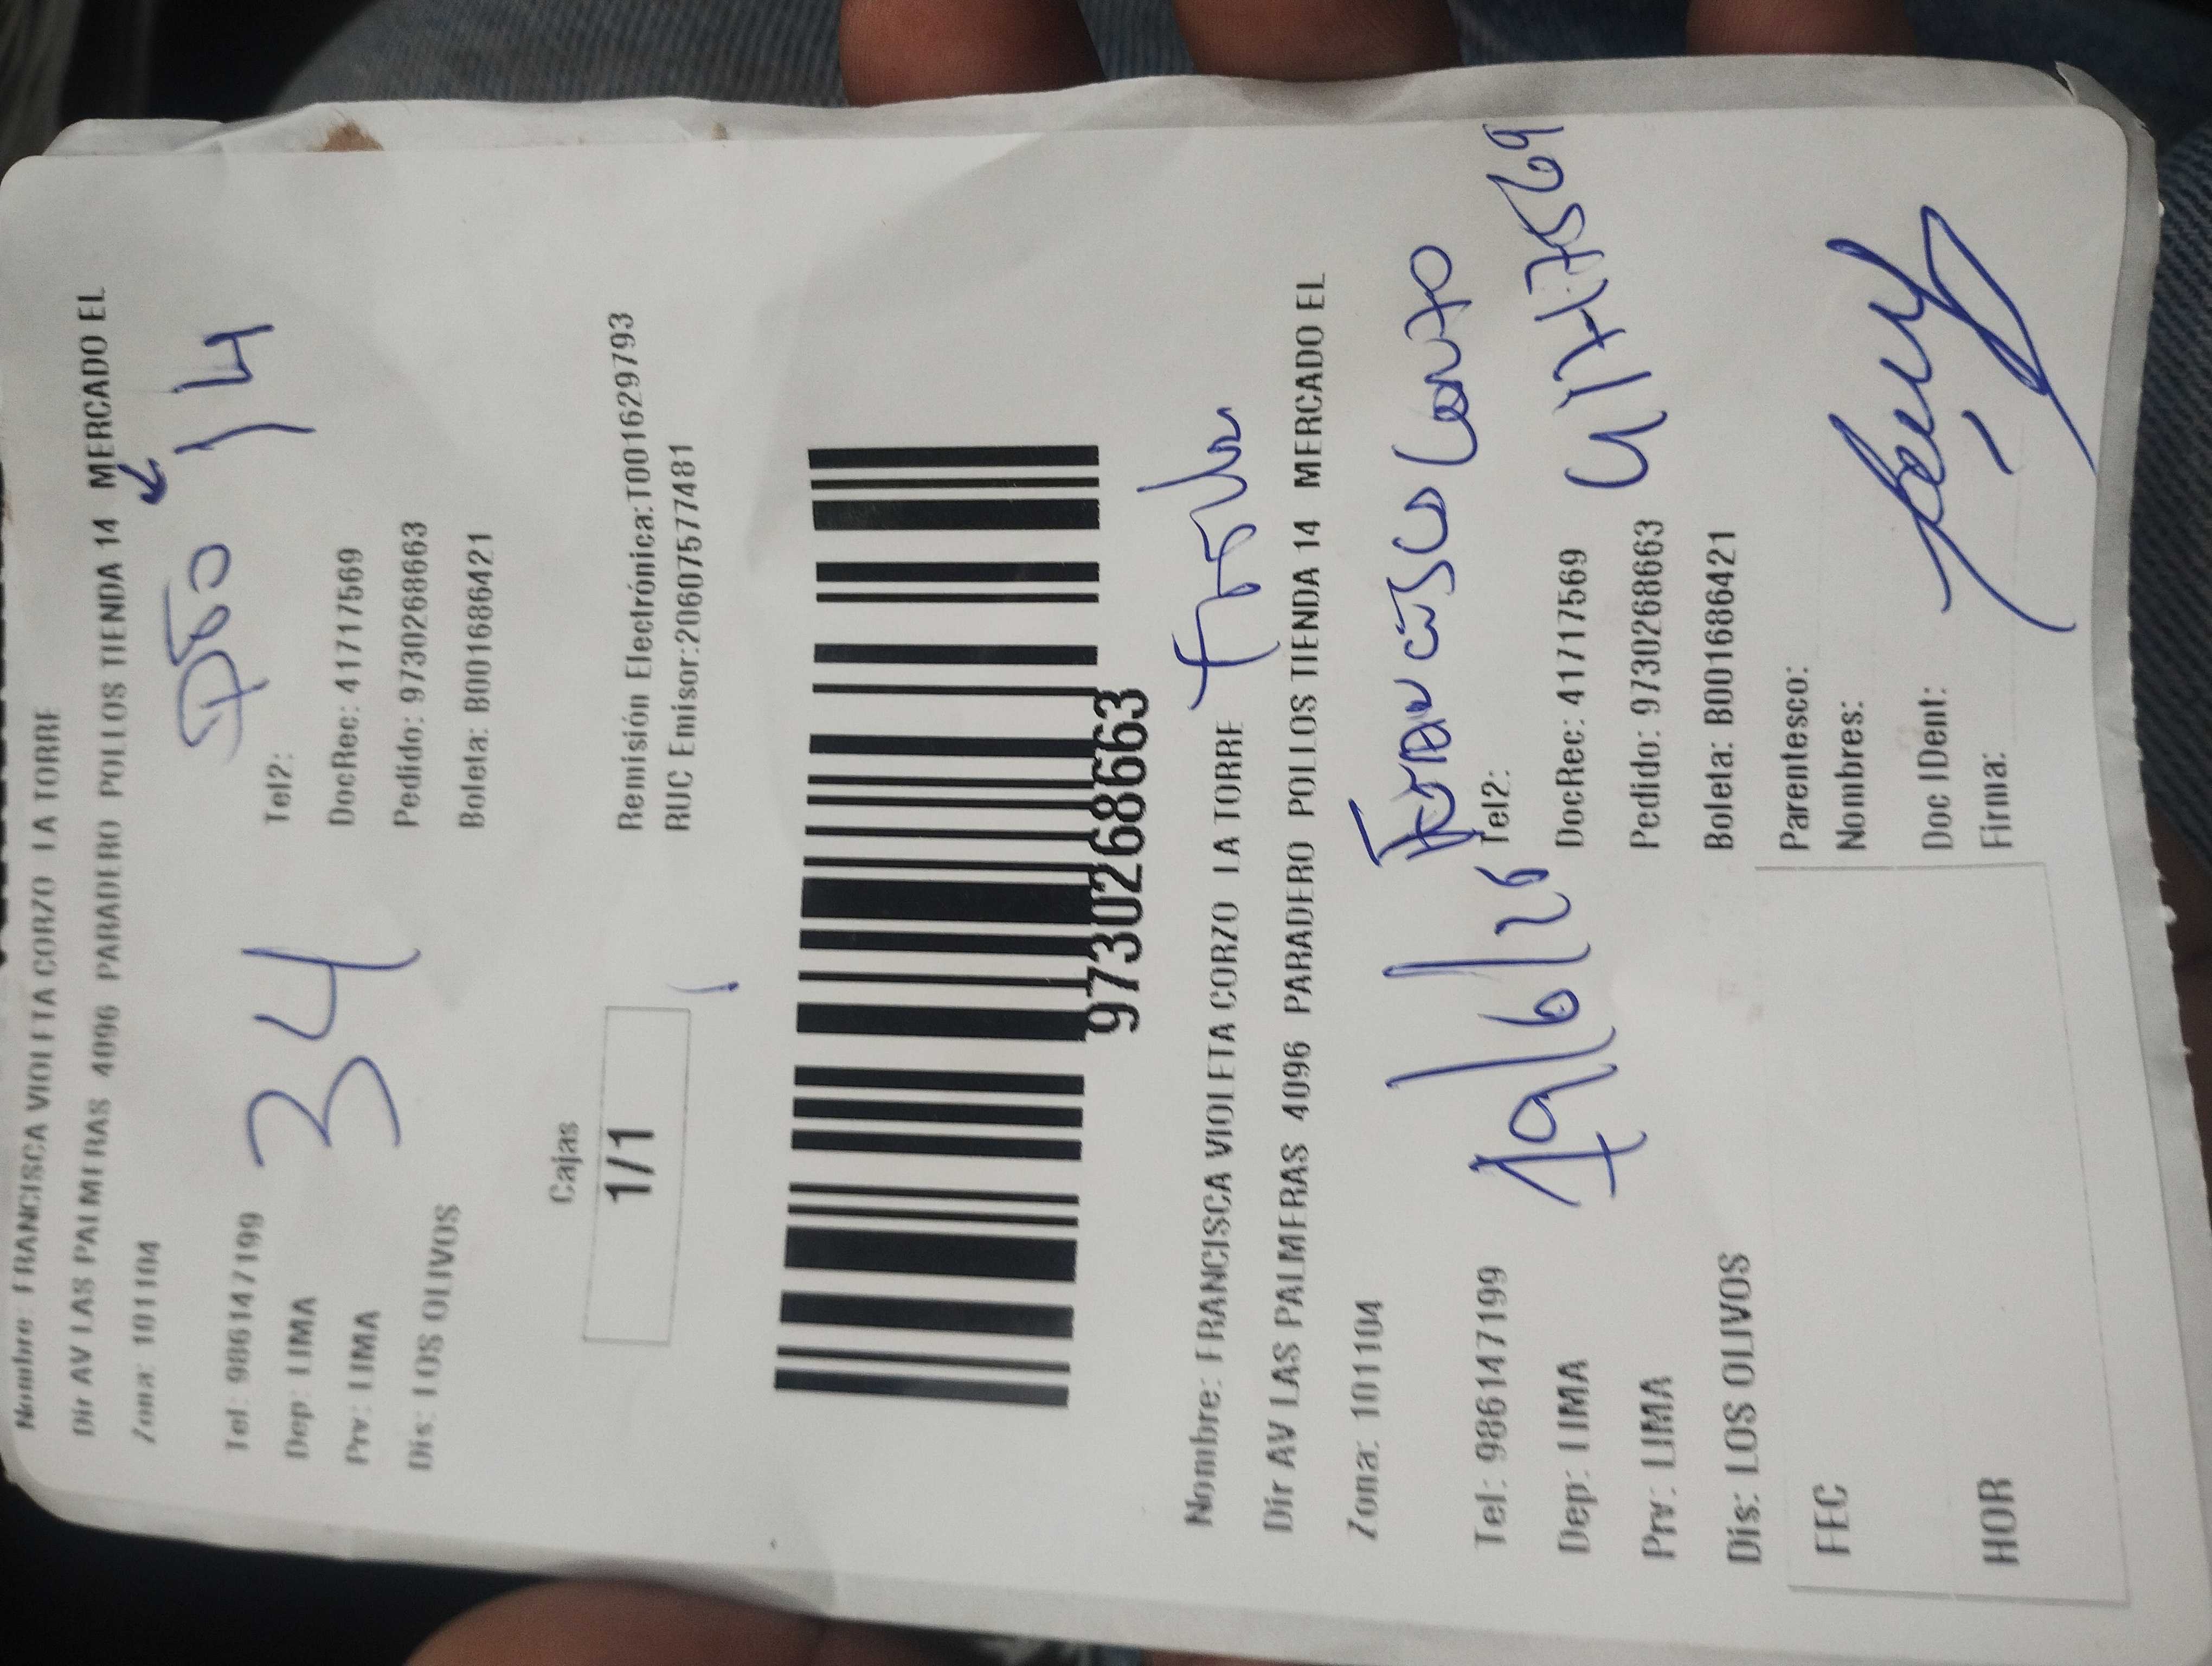 Nombre: FRANCISCA VIOLETA CORZO LA TORRE
Dir AV LAS PALMERAS 4096 PARADERO POLLOS TIENDA 14 MERCADO EL
Zona: 101104
14
Tel: 986147199
34
Tel2:
Dep: LIMA
DocRec: 41717569
Prv: LIMA
Pedido: 9730268663
Dis: LOS OLIVOS
Boleta: B001686421
Cajas
1/1
Remisión Electrónica:T001629793
RUC Emisor:20607577481
9730268663
Nombre: FRANCISCA VIOLETA CORZO LA TORRE
Dir AV LAS PALMERAS 4096 PARADERO POLLOS TIENDA 14 MERCADO EL
Zona: 101104
Francisco
19/6/26
Tel: 986147199
Tel2:
41717569
Dep: LIMA
DocRec: 41717569
Prv: LIMA
Pedido: 9730268663
Dis: LOS OLIVOS
Boleta: B001686421
FEC
Parentesco:
Nombres:
HOR
Doc IDent:
Firma: